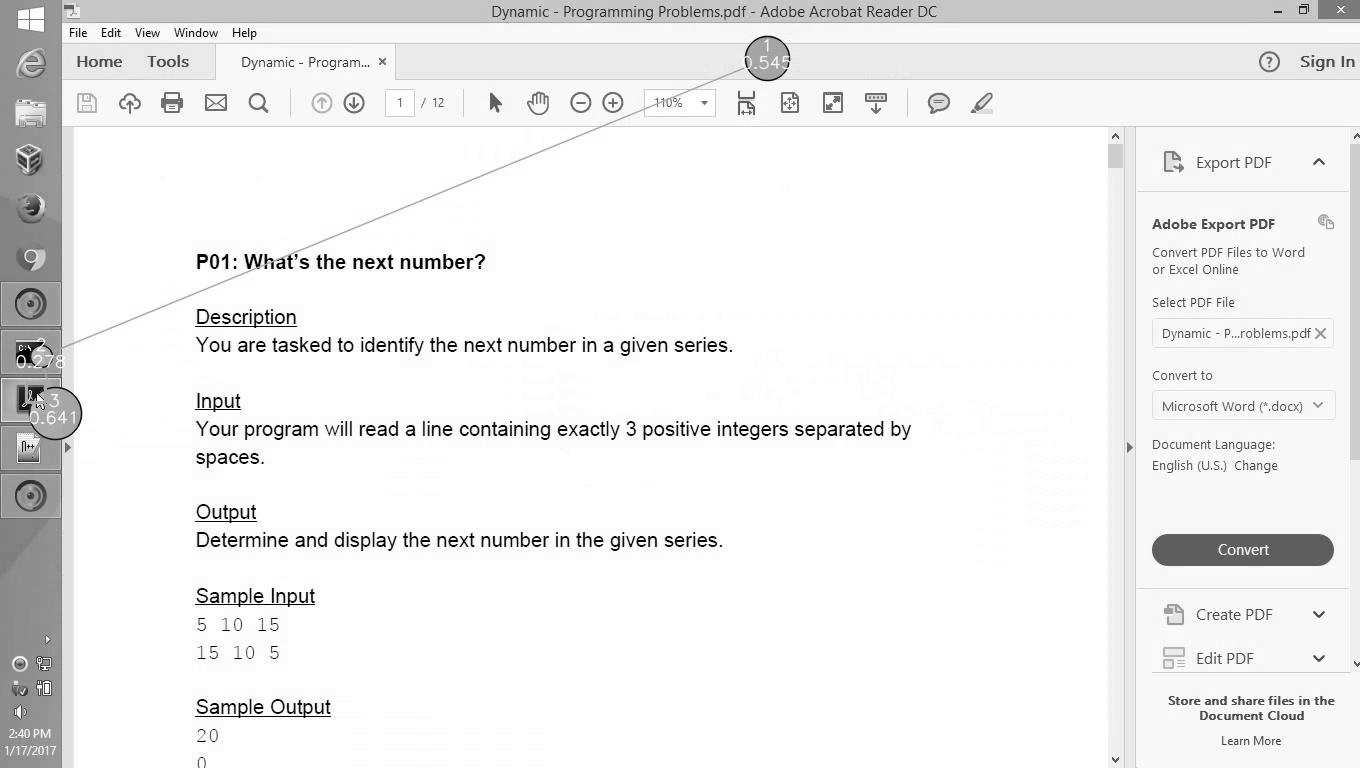 Dynamic - Programming Problems.pdf - Adobe Acrobat Reader DC
File Edit View Window Help
Home Tools Dynamic - Program... × Sign In
1 / 12 110%
1
0.545
2
0.278
3
0.641
P01: What's the next number?
Description
You are tasked to identify the next number in a given series.
Input
Your program will read a line containing exactly 3 positive integers separated by
spaces.
Output
Determine and display the next number in the given series.
Sample Input
5 10 15
15 10 5
Sample Output
20
0
Export PDF
Adobe Export PDF
Convert PDF Files to Word
or Excel Online
Select PDF File
Dynamic - P...roblems.pdf
Convert to
Microsoft Word (*.docx)
Document Language:
English (U.S.) Change
Convert
Create PDF
Edit PDF
Store and share files in the
Document Cloud
Learn More
2:40 PM
1/17/2017